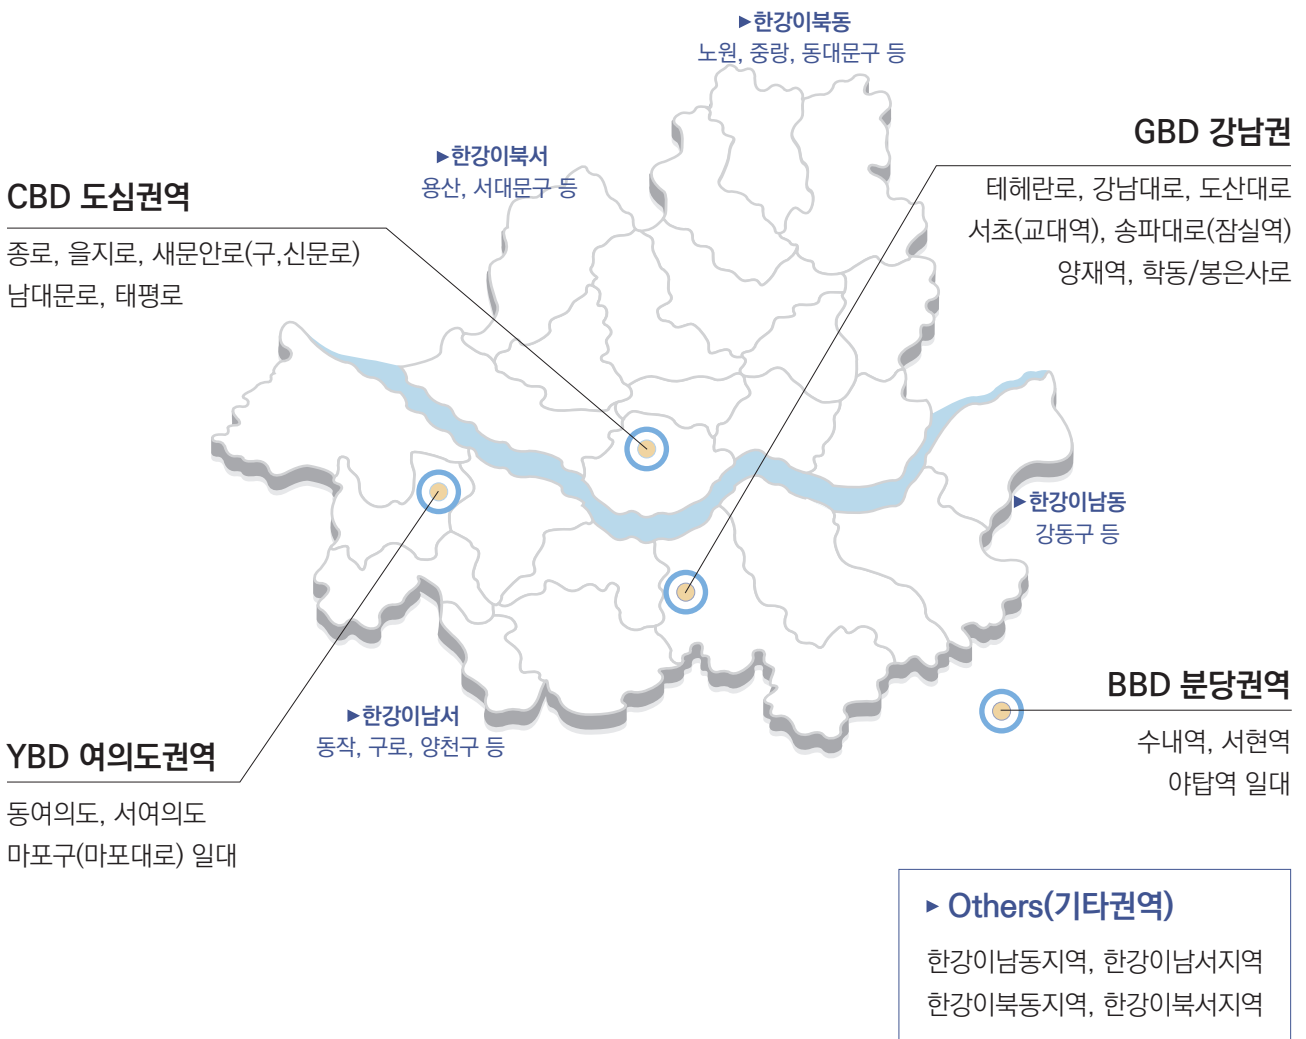 ▶한강이북동
노원, 중랑, 동대문구 등
GBD 강남권
테헤란로, 강남대로, 도산대로
서초(교대역), 송파대로(잠실역)
양재역, 학동/봉은사로
▶한강이북서
용산, 서대문구 등
CBD 도심권역
종로, 을지로, 새문안로(구,신문로)
남대문로, 태평로
▶한강이남동
강동구 등
BBD 분당권역
수내역, 서현역
야탑역 일대
▶한강이남서
동작, 구로, 양천구 등
YBD 여의도권역
동여의도, 서여의도
마포구(마포대로) 일대
▶ Others(기타권역)
한강이남동지역, 한강이남서지역
한강이북동지역, 한강이북서지역